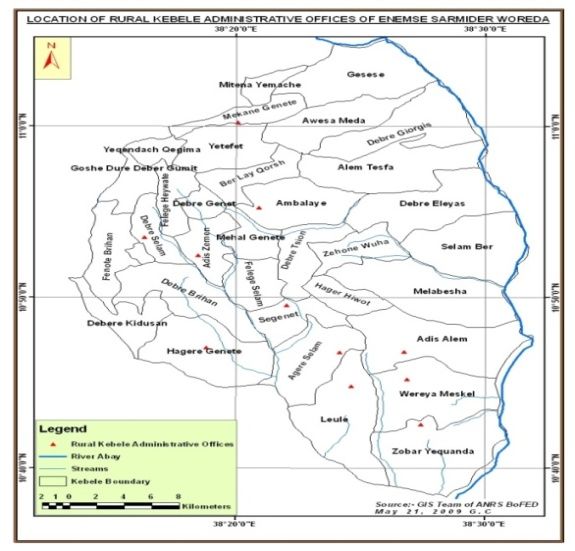 LOCATION OF RURAL KEBELE ADMINISTRATIVE OFFICES OF ENEMSE SARMIDER WOREDA
38°20'0"E
38°30'0"E
N
Gesese
Mitena Yemache
Mekane Genete
Awesa Meda
11°0'0"N
11°0'0"N
Debre Giorgis
Yeqendach Qegima
Yetefet
Goshe Dure Deber Gumit
Alem Tesfa
Ber Lay Qorsh
Felege Heywate
Debre Genet
Ambalaye
Debre Eleyas
Debre Selam
Fenote Brihan
Adis Zemon
Mehal Genete
Debre Tsion
Zehone Wuha
Selam Ber
Felege Selam
Debre Brihan
Hager Hiwot
Melabesha
10°50'0"N
10°50'0"N
Segenet
Debere Kidusan
Adis Alem
Hagere Genete
Agere Selam
Wereya Meskel
Leule
Zobar Yequanda
Legend
Rural Kebele Administrative Offices
River Abay
Streams
Kebele Boundary
2 1 0 2 4 6 8
Kilometers
10°40'0"N
10°40'0"N
Source:- GIS Team of ANRS BoFED
May 21, 2009 G.C
38°20'0"E
38°30'0"E